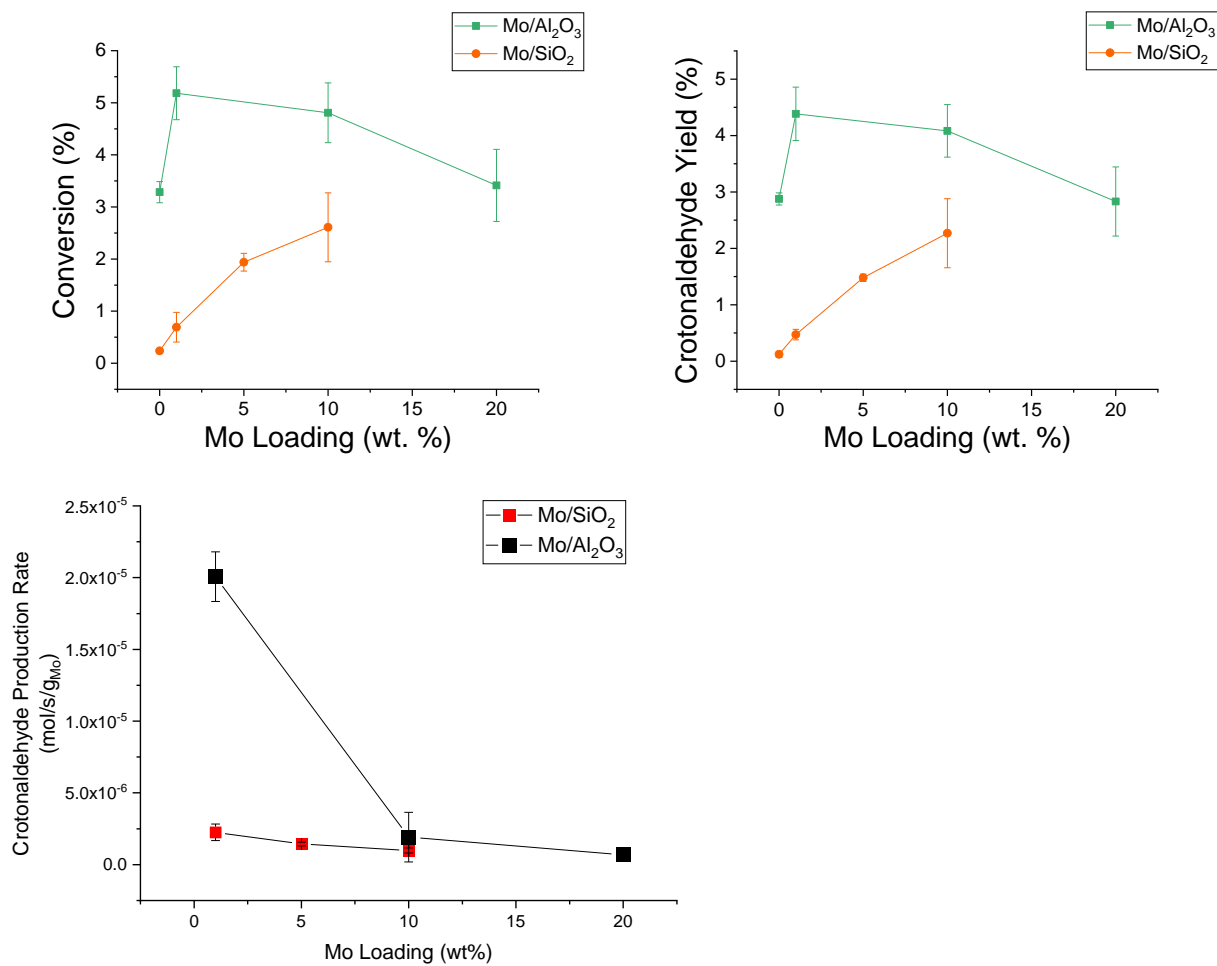 Mo/Al₂O₃
Mo/SiO₂
6
5
4
3
2
1
0
Conversion (%)
0 5 10 15 20
Mo Loading (wt. %)
Mo/Al₂O₃
Mo/SiO₂
5
4
3
2
1
0
Crotonaldehyde Yield (%)
0 5 10 15 20
Mo Loading (wt. %)
Mo/SiO₂
Mo/Al₂O₃
2.5x10⁻⁵
2.0x10⁻⁵
1.5x10⁻⁵
1.0x10⁻⁵
5.0x10⁻⁶
0.0
Crotonaldehyde Production Rate
(mol/s/g_Mo)
0 5 10 15 20
Mo Loading (wt%)